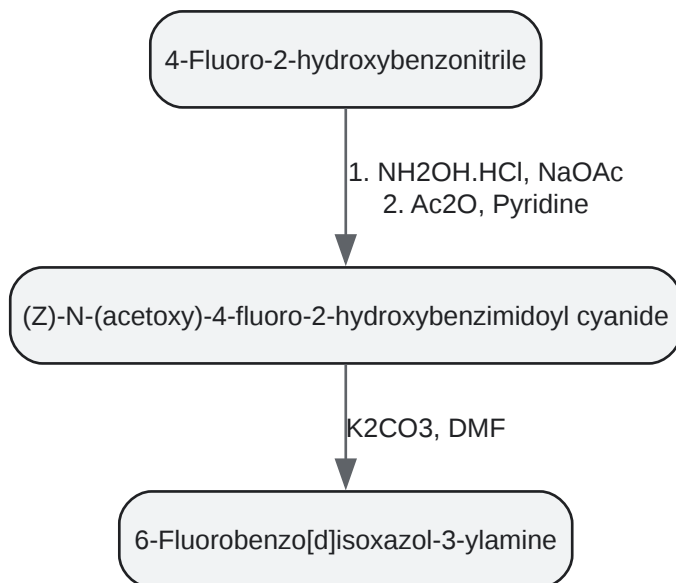 4-Fluoro-2-hydroxybenzonitrile
1. NH2OH.HCl, NaOAc
2. Ac2O, Pyridine
(Z)-N-(acetoxy)-4-fluoro-2-hydroxybenzimidoyl cyanide
K2CO3, DMF
6-Fluorobenzo[d]isoxazol-3-ylamine